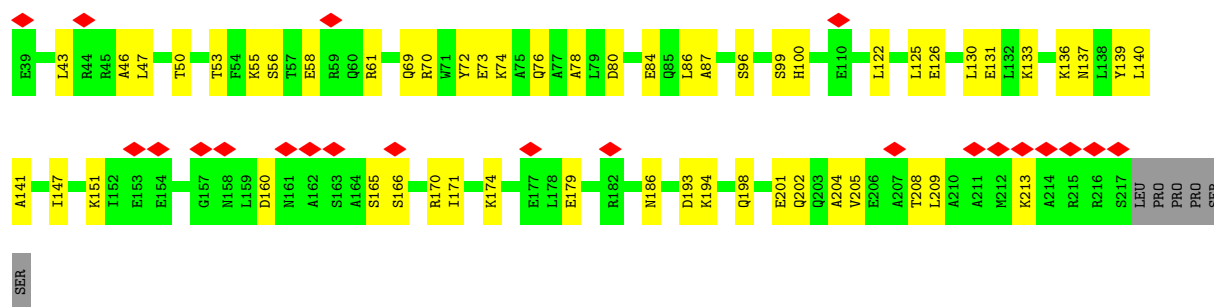 E39 L43 R44 R45 A46 L47 T50 T53 F54 K55 S56 T57 E58 R59 Q60 R61 Q69 R70 W71 Y72 E73 K74 A75 Q76 A77 A78 L79 D80 E84 Q85 L86 A87 S96 S99 H100 E110 L122 L125 E126 L130 E131 L132 K133 K136 N137 L138 Y139 L140
A141 I147 K151 I152 E153 E154 G157 N158 L159 D160 N161 A162 S163 A164 S165 S166 R170 I171 K174 E177 L178 E179 R182 N186 D193 K194 Q198 E201 Q202 Q203 A204 V205 E206 A207 T208 L209 A210 A211 M212 K213 A214 R215 R216 S217 LEU PRO PRO PRO SER
SER